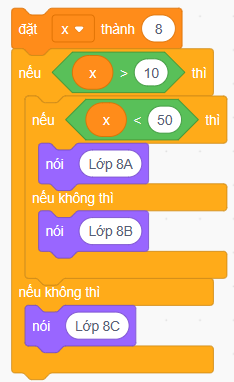 đặt x thành 8
nếu x > 10 thì
nếu x < 50 thì
nói Lớp 8A
nếu không thì
nói Lớp 8B
nếu không thì
nói Lớp 8C